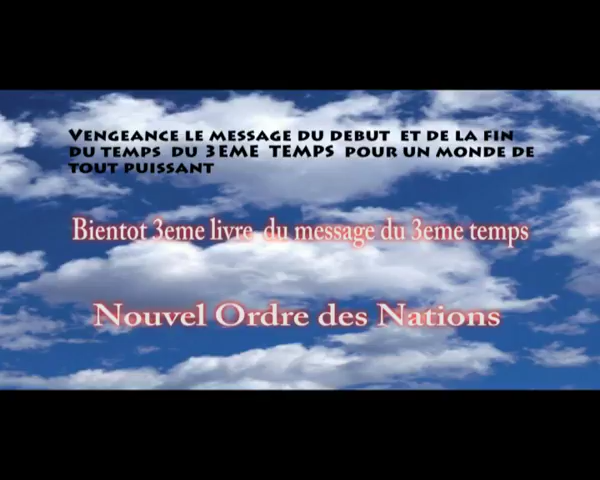 VENGEANCE LE MESSAGE DU DEBUT ET DE LA FIN
DU TEMPS DU 3EME TEMPS POUR UN MONDE DE
TOUT PUISSANT
Bientot 3eme livre du message du 3eme temps
Nouvel Ordre des Nations